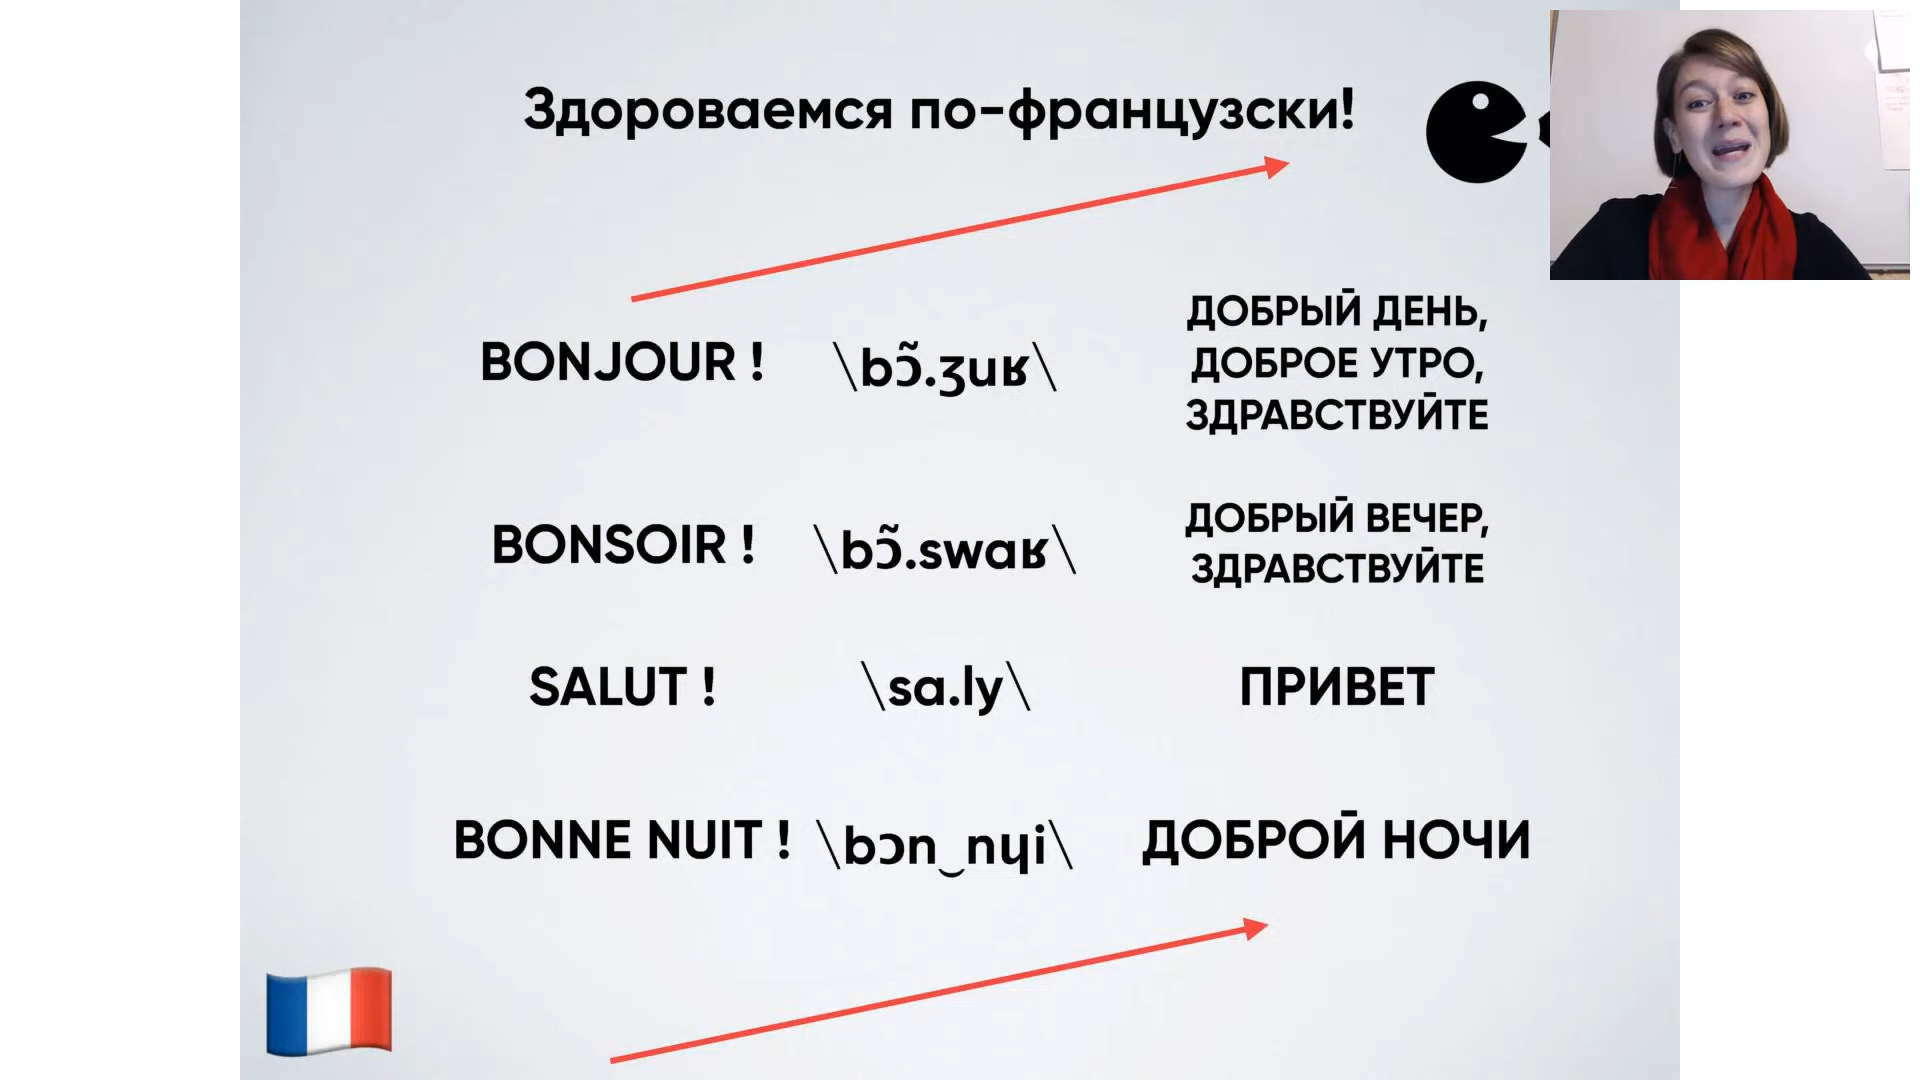 Здороваемся по-французски!
BONJOUR ! \bɔ̃.ʒuʁ\ ДОБРЫЙ ДЕНЬ,
ДОБРОЕ УТРО,
ЗДРАВСТВУЙТЕ
BONSOIR ! \bɔ̃.swaʁ\ ДОБРЫЙ ВЕЧЕР,
ЗДРАВСТВУЙТЕ
SALUT ! \sa.ly\ ПРИВЕТ
BONNE NUIT ! \bɔn‿nɥi\ ДОБРОЙ НОЧИ